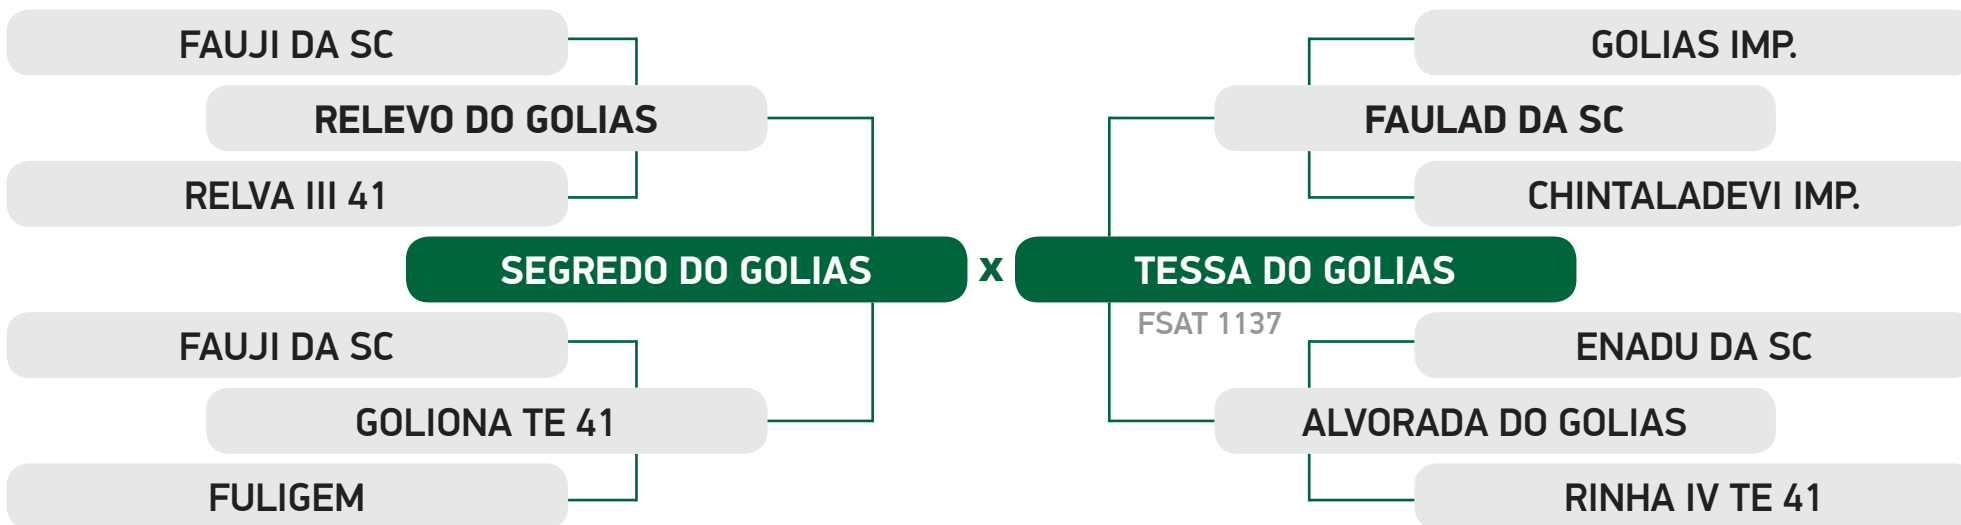 FAUJI DA SC
GOLIAS IMP.
RELEVO DO GOLIAS
FAULAD DA SC
RELVA III 41
CHINTALADEVI IMP.
SEGREDO DO GOLIAS
x
TESSA DO GOLIAS
FSAT 1137
FAUJI DA SC
ENADU DA SC
GOLIONA TE 41
ALVORADA DO GOLIAS
FULIGEM
RINHA IV TE 41